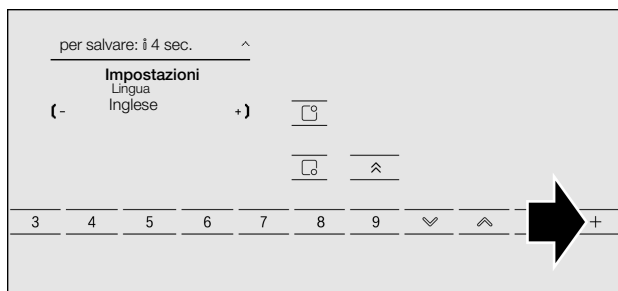 per salvare: i 4 sec.
Impostazioni
Lingua
(- Inglese +)
3 4 5 6 7 8 9 +